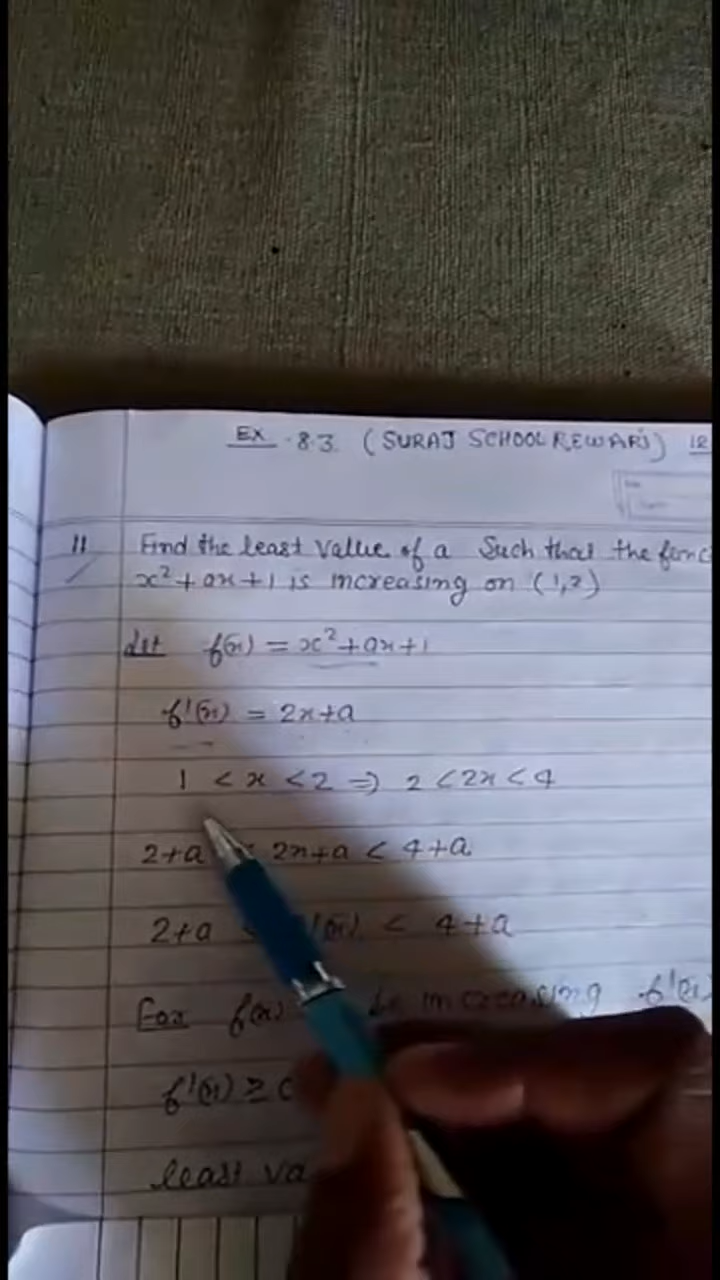 EX 8.3. (SURAJ SCHOOL REWARI) 12
11 Find the least value of a Such that the func
x² + ax + 1 is increasing on (1,2)
Let f(x) = x² + ax + 1
f'(x) = 2x + a
1 < x < 2 ⇒ 2 < 2x < 4
2+a < 2x+a < 4+a
2+a f'(x) < 4+a
For f(x) be increasing f'(x)
f'(x) ≥
least va